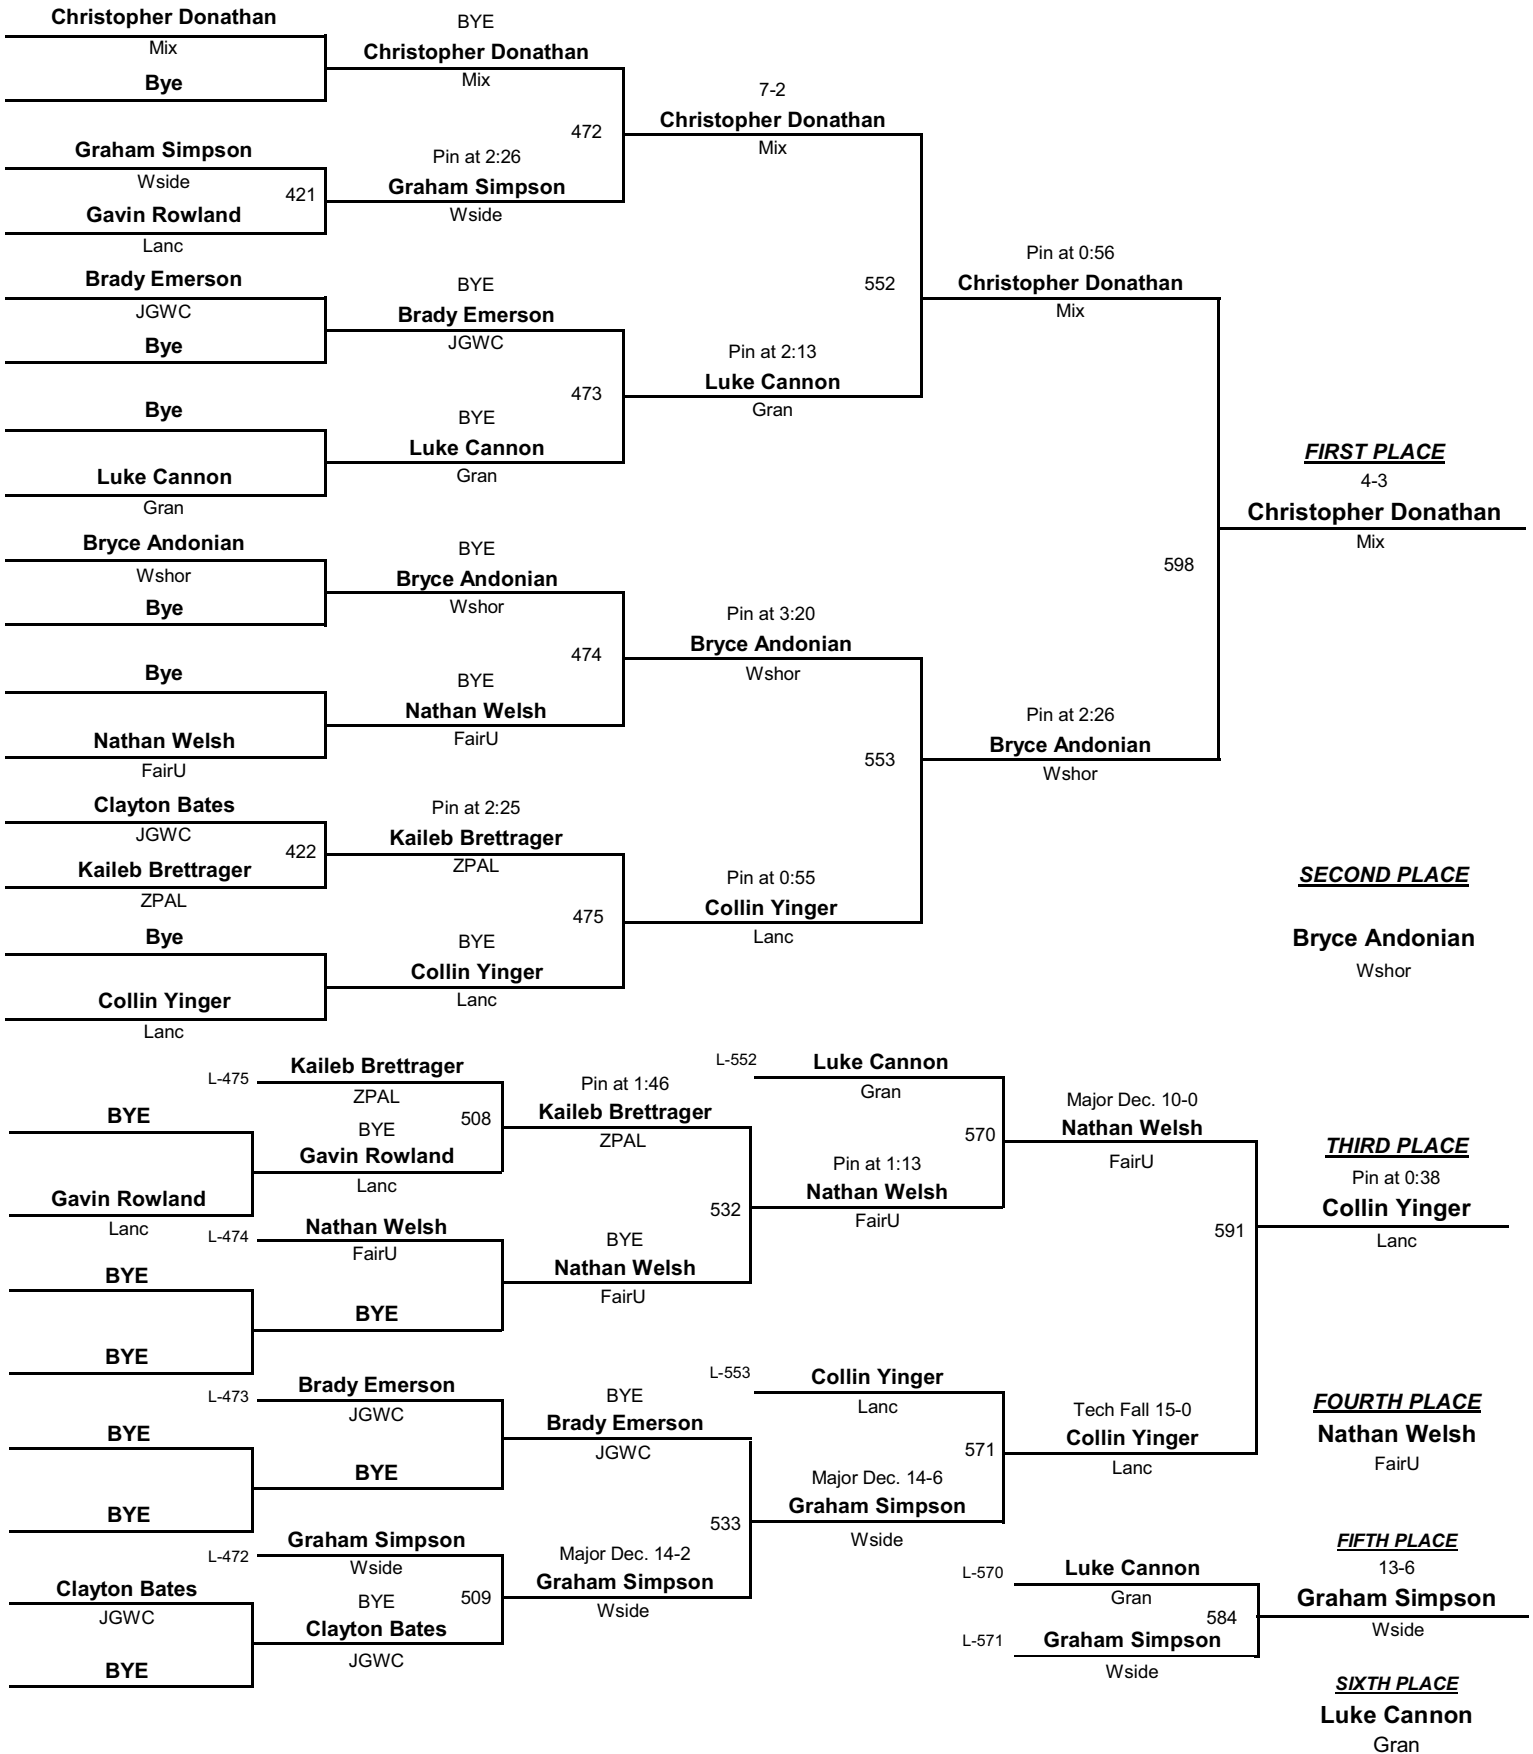 Christopher Donathan
Mix
Bye
Graham Simpson
Wside
421
Gavin Rowland
Lanc
Brady Emerson
JGWC
Bye
Bye
Luke Cannon
Gran
Bryce Andonian
Wshor
Bye
Bye
Nathan Welsh
FairU
Clayton Bates
JGWC
422
Kaileb Brettrager
ZPAL
Bye
Collin Yinger
Lanc
BYE
Christopher Donathan
Mix
472
Pin at 2:26
Graham Simpson
Wside
BYE
Brady Emerson
JGWC
473
BYE
Luke Cannon
Gran
BYE
Bryce Andonian
Wshor
474
BYE
Nathan Welsh
FairU
Pin at 2:25
Kaileb Brettrager
ZPAL
475
BYE
Collin Yinger
Lanc
7-2
Christopher Donathan
Mix
552
Pin at 2:13
Luke Cannon
Gran
Pin at 3:20
Bryce Andonian
Wshor
553
Pin at 0:55
Collin Yinger
Lanc
Pin at 0:56
Christopher Donathan
Mix
598
Pin at 2:26
Bryce Andonian
Wshor
FIRST PLACE
4-3
Christopher Donathan
Mix
SECOND PLACE
Bryce Andonian
Wshor
BYE
Gavin Rowland
Lanc
BYE
BYE
BYE
BYE
Clayton Bates
JGWC
BYE
L-475
Kaileb Brettrager
ZPAL
508
BYE
Gavin Rowland
Lanc
L-474
Nathan Welsh
FairU
BYE
L-473
Brady Emerson
JGWC
BYE
L-472
Graham Simpson
Wside
509
BYE
Clayton Bates
JGWC
Pin at 1:46
Kaileb Brettrager
ZPAL
532
BYE
Nathan Welsh
FairU
BYE
Brady Emerson
JGWC
533
Major Dec. 14-2
Graham Simpson
Wside
L-552
Luke Cannon
Gran
570
Pin at 1:13
Nathan Welsh
FairU
L-553
Collin Yinger
Lanc
571
Major Dec. 14-6
Graham Simpson
Wside
Major Dec. 10-0
Nathan Welsh
FairU
591
Tech Fall 15-0
Collin Yinger
Lanc
L-570
Luke Cannon
Gran
584
L-571
Graham Simpson
Wside
THIRD PLACE
Pin at 0:38
Collin Yinger
Lanc
FOURTH PLACE
Nathan Welsh
FairU
FIFTH PLACE
13-6
Graham Simpson
Wside
SIXTH PLACE
Luke Cannon
Gran